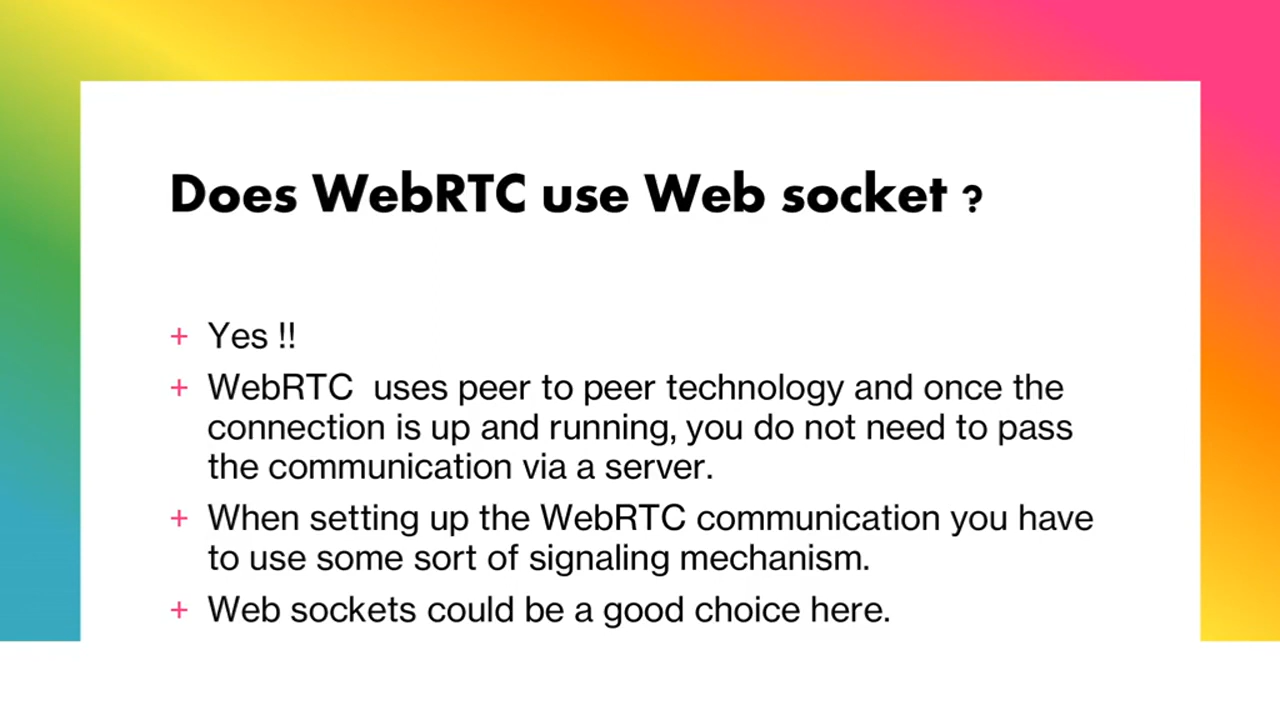 Does WebRTC use Web socket ?
+ Yes !!
+ WebRTC  uses peer to peer technology and once the
connection is up and running, you do not need to pass
the communication via a server.
+ When setting up the WebRTC communication you have
to use some sort of signaling mechanism.
+ Web sockets could be a good choice here.